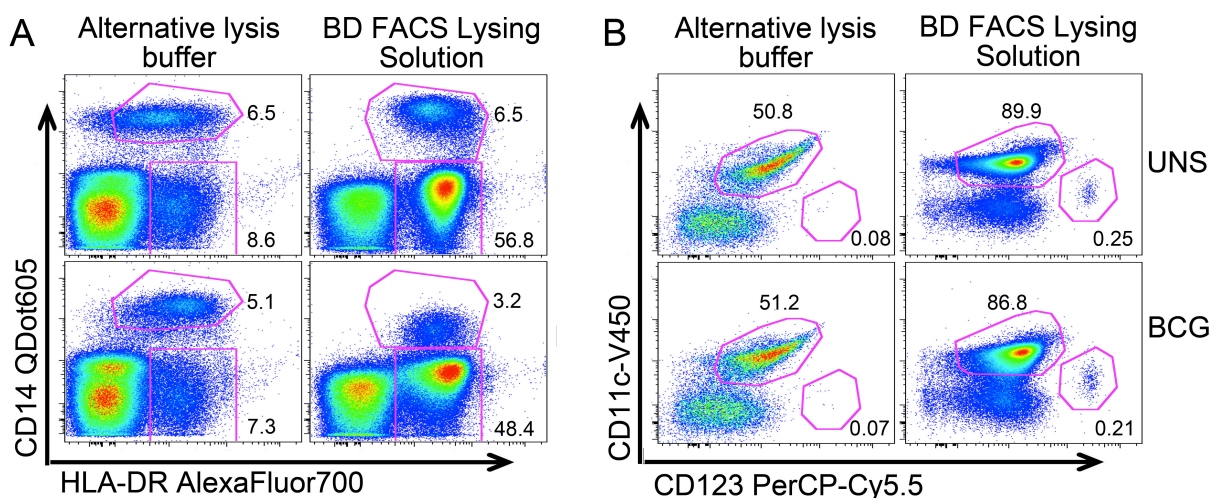 A
Alternative lysis
buffer
BD FACS Lysing
Solution
6.5
8.6
6.5
56.8
5.1
7.3
3.2
48.4
CD14 QDot605
HLA-DR AlexaFluor700
B
Alternative lysis
buffer
BD FACS Lysing
Solution
50.8
0.08
89.9
0.25
UNS
51.2
0.07
86.8
0.21
BCG
CD11c-V450
CD123 PerCP-Cy5.5